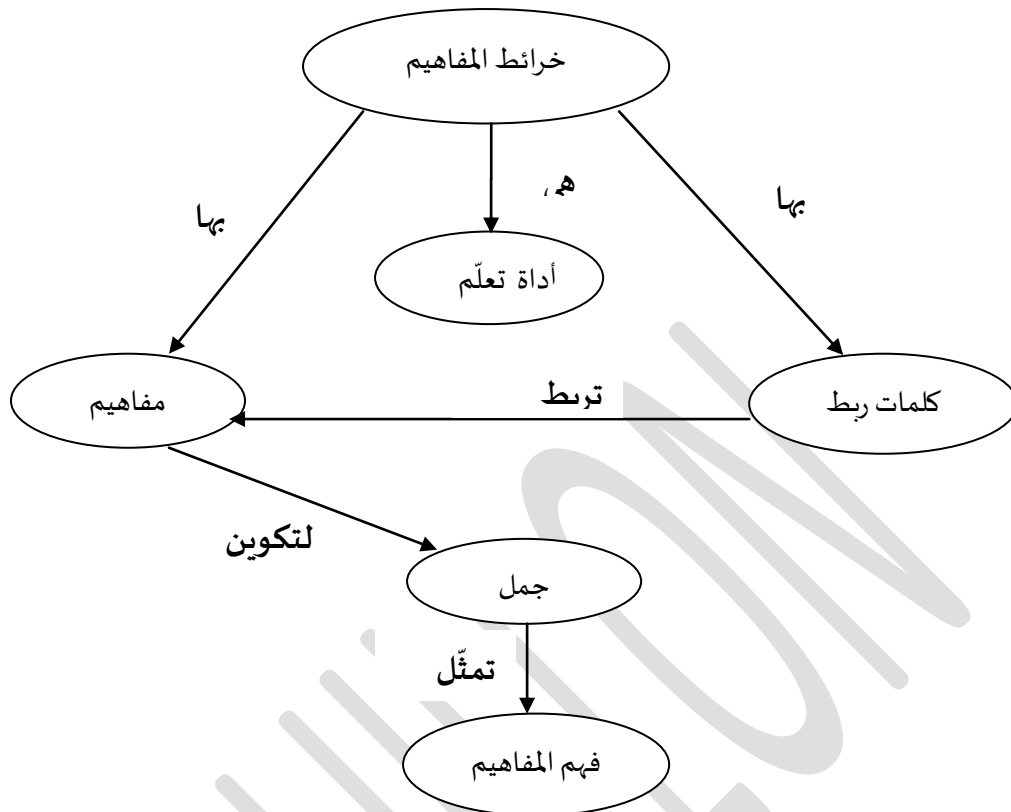 خرائط المفاهيم
بها
هي
بها
أداة تعلّم
كلمات ربط
تربط
مفاهيم
لتكوين
جمل
تمثّل
فهم المفاهيم